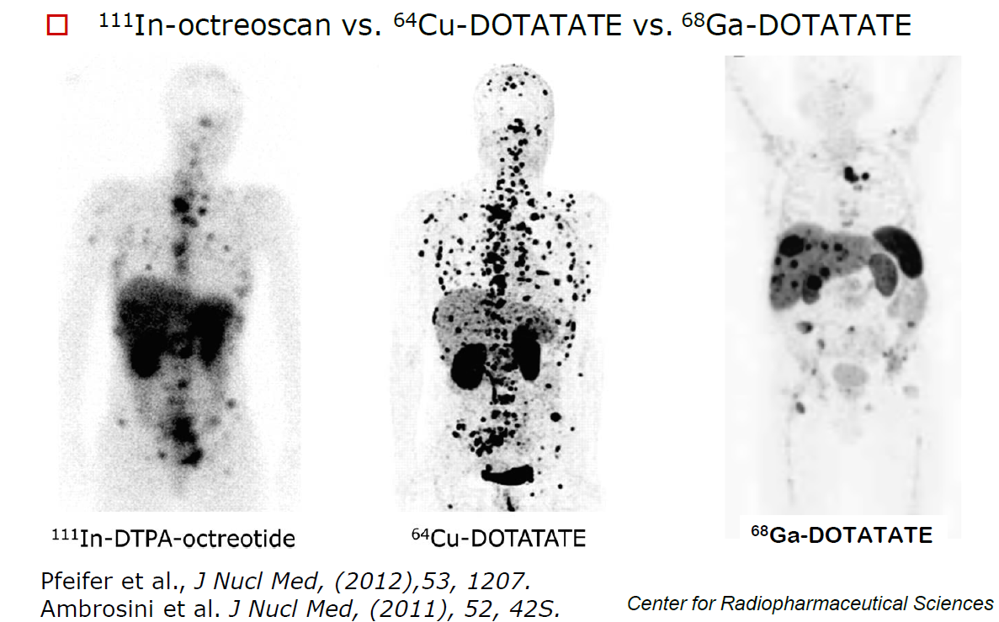 ¹¹¹In-octreoscan vs. ⁶⁴Cu-DOTATATE vs. ⁶⁸Ga-DOTATATE
¹¹¹In-DTPA-octreotide
⁶⁴Cu-DOTATATE
⁶⁸Ga-DOTATATE
Pfeifer et al., J Nucl Med, (2012),53, 1207.
Ambrosini et al. J Nucl Med, (2011), 52, 42S.
Center for Radiopharmaceutical Sciences